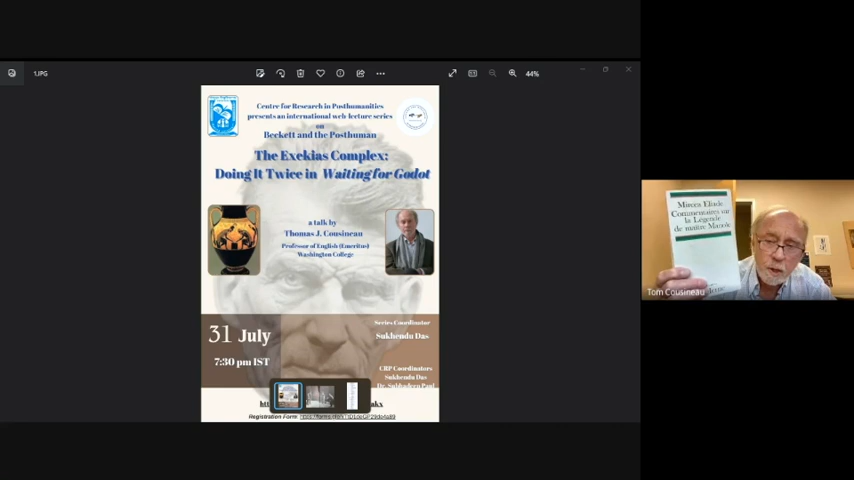 1.JPG
44%
Centre for Research in Posthumanities
presents an international web-lecture series
on
Beckett and the Posthuman
The Exekias Complex:
Doing It Twice in Waiting for Godot
a talk by
Thomas J. Cousineau
Professor of English (Emeritus)
Washington College
31 July
7:30 pm IST
Series Coordinator
Sukhendu Das
CRP Coordinators
Sukhendu Das
Dr. Subhadeep Paul
Registration Form:
Mircea Eliade
Commentaires sur
la Légende
de maître Manole
Tom Cousineau